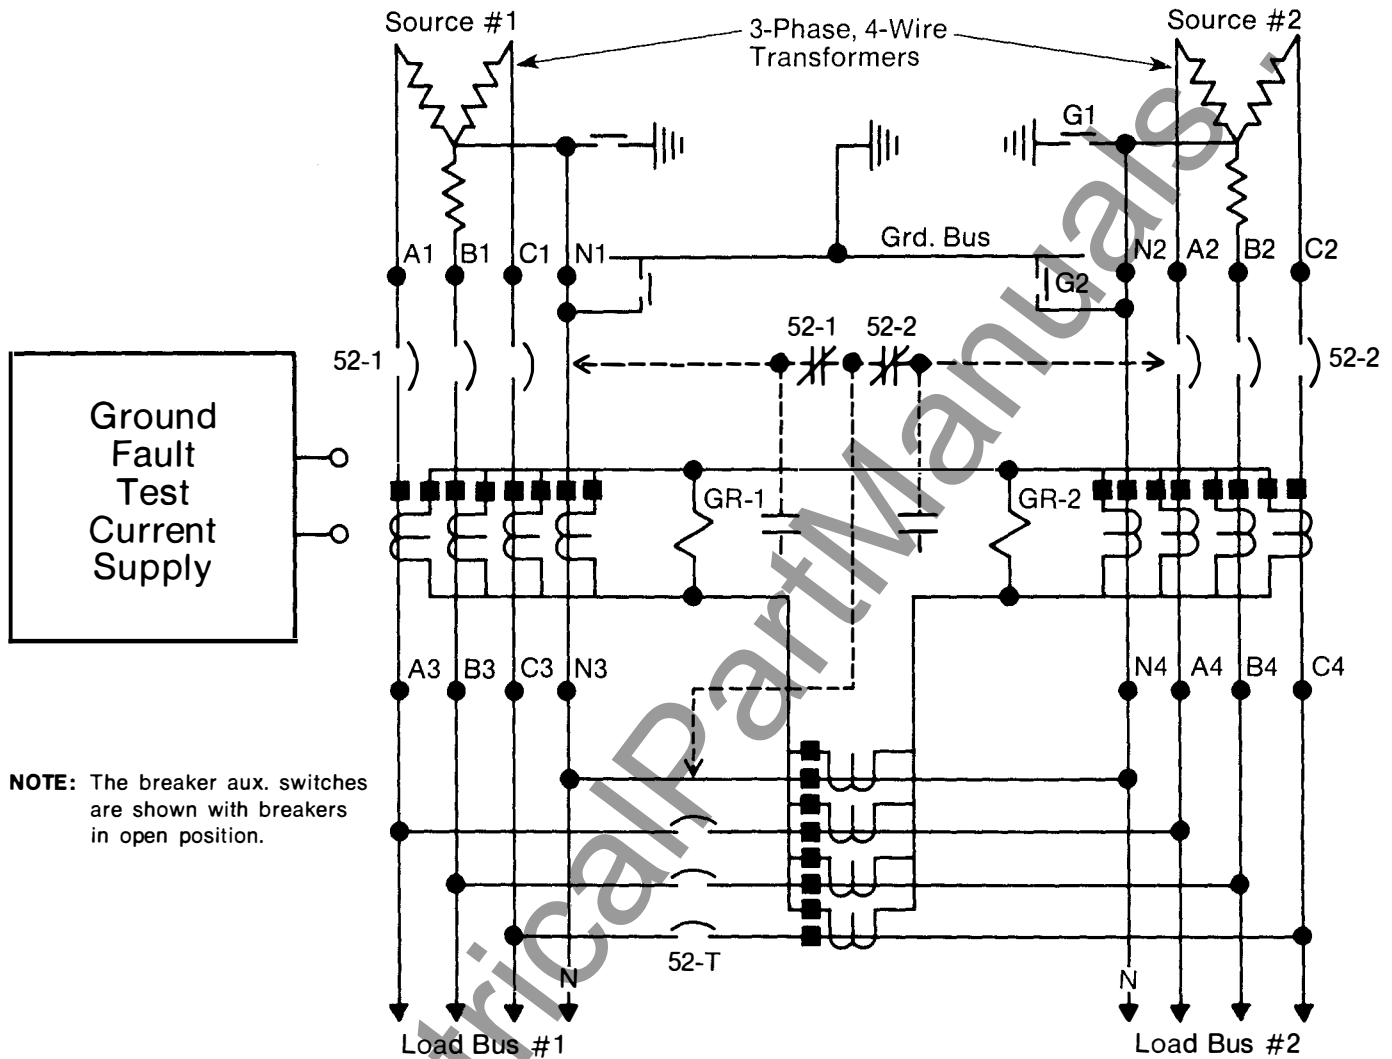 Source #1
3-Phase, 4-Wire
Transformers
Source #2
G1
A1
B1
C1
N1
Grd. Bus
N2
A2
B2
C2
G2
52-1
52-1
52-2
52-2
Ground
Fault
Test
Current
Supply
GR-1
GR-2
A3
B3
C3
N3
N4
A4
B4
C4
NOTE: The breaker aux. switches
are shown with breakers
in open position.
52-T
N
N
Load Bus #1
Load Bus #2
tricalPartManuals.